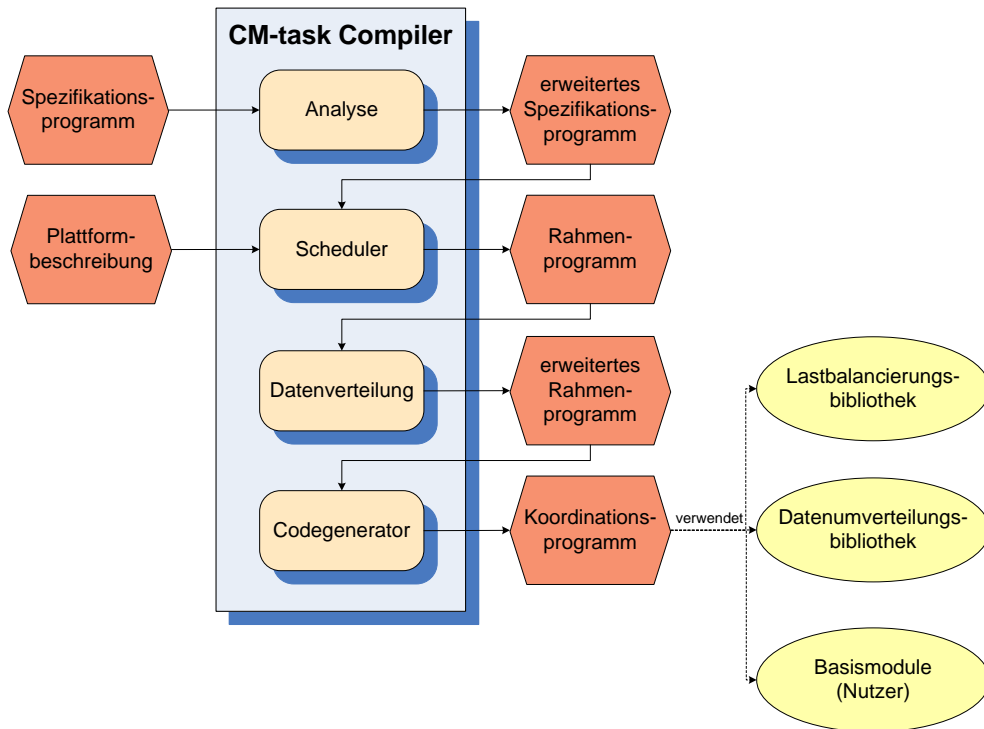 CM-task Compiler
Spezifikations-
programm
Analyse
erweitertes
Spezifikations-
programm
Plattform-
beschreibung
Scheduler
Rahmen-
programm
Datenverteilung
erweitertes
Rahmen-
programm
Lastbalancierungs-
bibliothek
Codegenerator
Koordinations-
programm
verwendet
Datenumverteilungs-
bibliothek
Basismodule
(Nutzer)